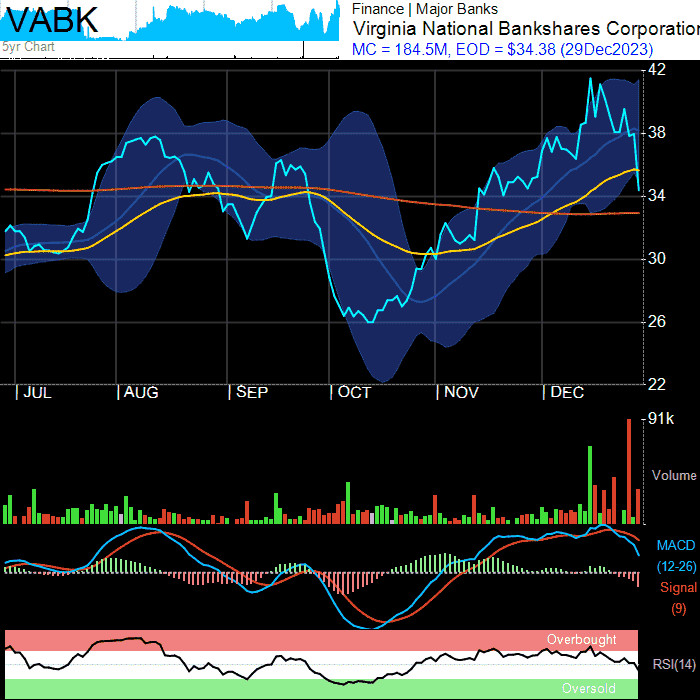 VABK
5yr Chart
Finance | Major Banks
Virginia National Bankshares Corporation
MC = 184.5M, EOD = $34.38 (29Dec2023)
42
38
34
30
26
22
JUL AUG SEP OCT NOV DEC
91k
Volume
MACD
(12-26)
Signal
(9)
Overbought
RSI(14)
Oversold